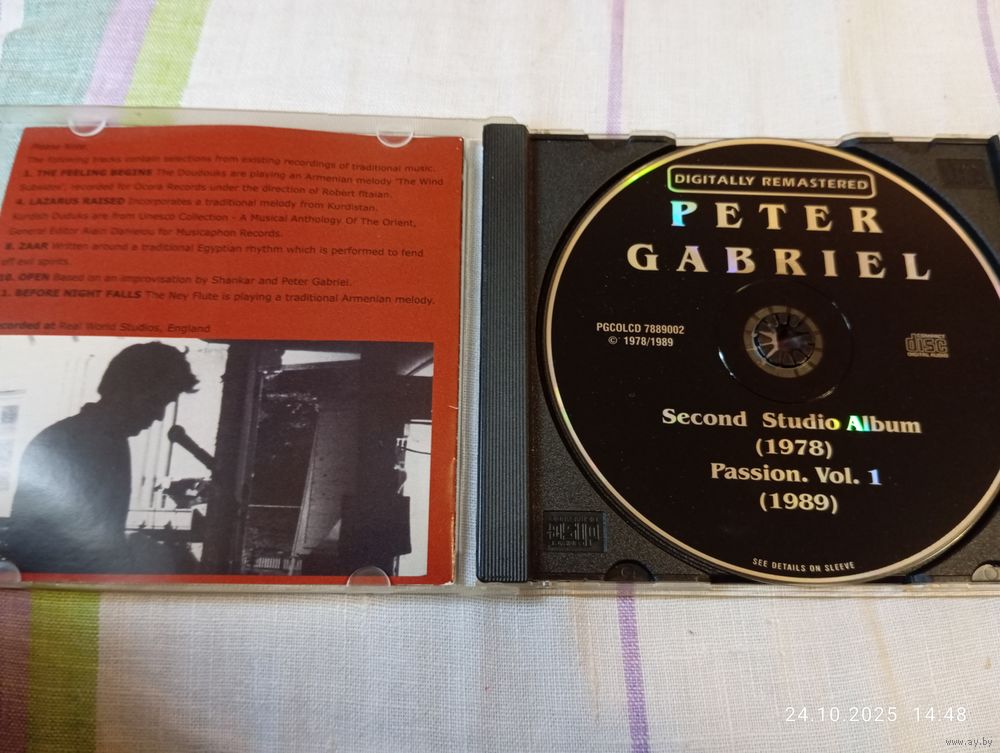 Please Note
The following tracks contain selections from existing recordings of traditional music.
1. THE FEELING BEGINS The Doudouks are playing an Armenian melody 'The Wind
Subsides', recorded for Ocora Records under the direction of Robert fltaian.
4. LAZARUS RAISED Incorporates a traditional melody from Kurdistan.
Kurdish Duduks are from Unesco Collection - A Musical Anthology Of The Orient,
General Editor Alain Danielou for Musicaphon Records.
8. ZAAR Written around a traditional Egyptian rhythm which is performed to fend
off evil spirits.
10. OPEN Based on an improvisation by Shankar and Peter Gabriel.
1. BEFORE NIGHT FALLS The Ney Flute is playing a traditional Armenian melody.
corded at Real World Studios, England
DIGITALLY REMASTERED
PETER
GABRIEL
PGCOLCD 7889002
© 1978/1989
COMPACT
disc
DIGITAL AUDIO
Second Studio Album
(1978)
Passion. Vol. 1
(1989)
SEE DETAILS ON SLEEVE
24.10.2025 14:48
www.ay.by